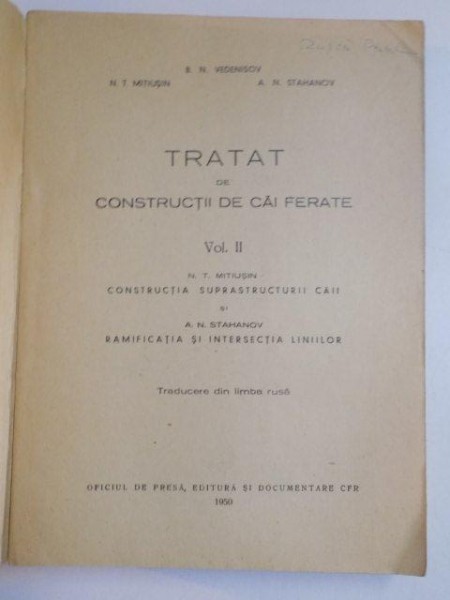 B. N. VEDENISOV
N. T. MITIUȘIN A. N. STAHANOV
TRATAT
DE
CONSTRUCȚII DE CĂI FERATE
Vol. II
N. T. MITIUȘIN
CONSTRUCȚIA SUPRASTRUCTURII CĂII
ȘI
A. N. STAHANOV
RAMIFICAȚIA ȘI INTERSECȚIA LINIILOR
Traducere din limba rusă
OFICIUL DE PRESĂ, EDITURĂ ȘI DOCUMENTARE CFR
1950